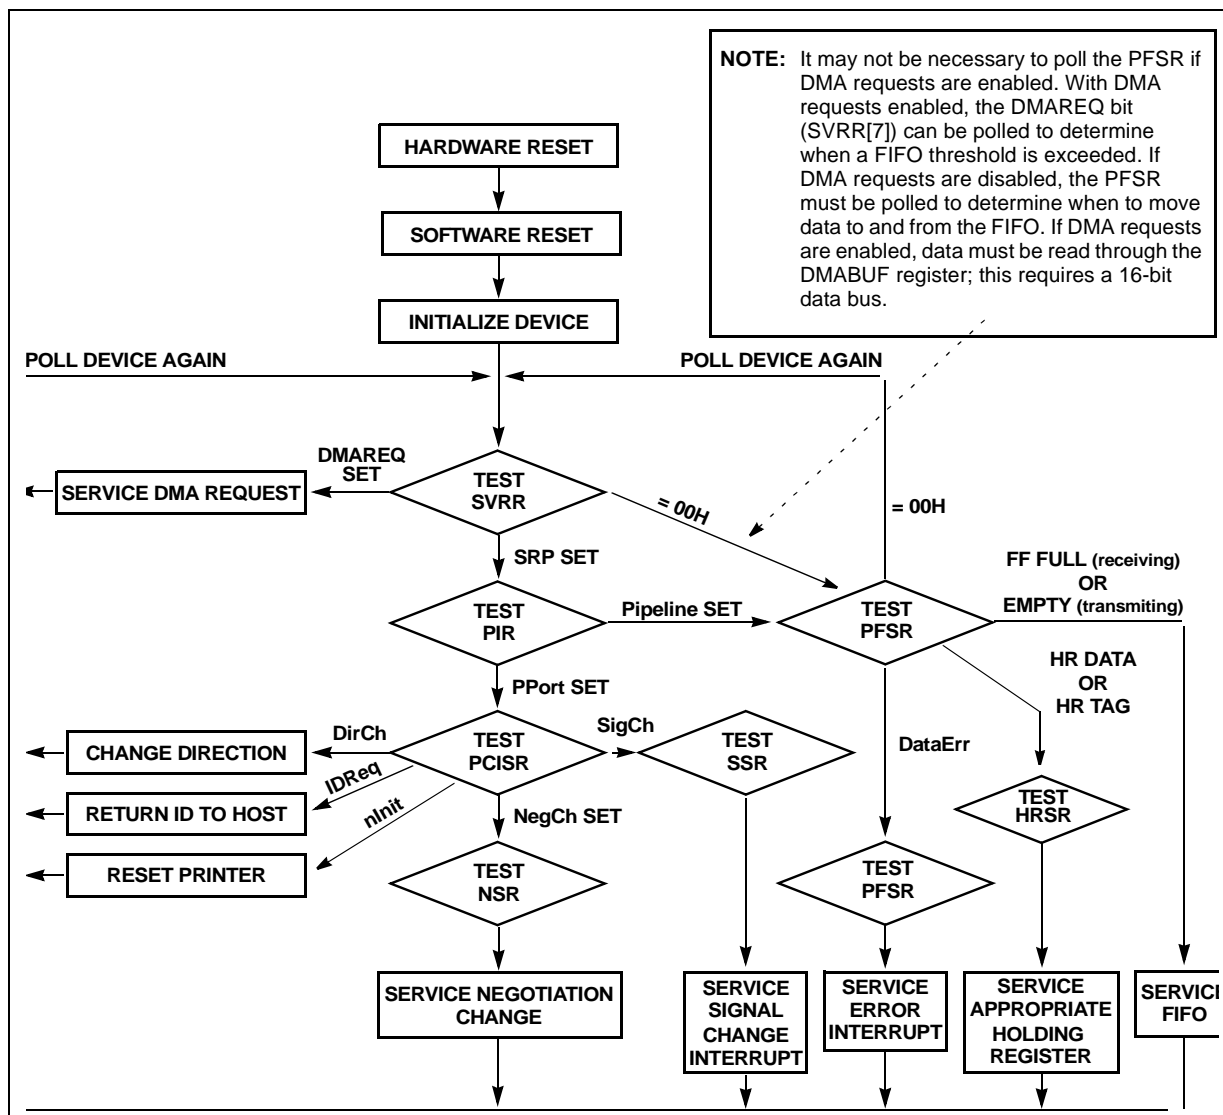 NOTE: It may not be necessary to poll the PFSR if
DMA requests are enabled. With DMA
requests enabled, the DMAREQ bit
(SVRR[7]) can be polled to determine
when a FIFO threshold is exceeded. If
DMA requests are disabled, the PFSR
must be polled to determine when to move
data to and from the FIFO. If DMA requests
are enabled, data must be read through the
DMABUF register; this requires a 16-bit
data bus.
HARDWARE RESET
SOFTWARE RESET
INITIALIZE DEVICE
POLL DEVICE AGAIN
POLL DEVICE AGAIN
DMAREQ
SET
SERVICE DMA REQUEST
TEST
SVRR
= 00H
= 00H
SRP SET
FF FULL (receiving)
OR
EMPTY (transmiting)
TEST
PIR
Pipeline SET
TEST
PFSR
HR DATA
OR
HR TAG
PPort SET
DirCh
CHANGE DIRECTION
TEST
PCISR
SigCh
TEST
SSR
DataErr
IDReq
RETURN ID TO HOST
nInit
NegCh SET
TEST
HRSR
RESET PRINTER
TEST
NSR
TEST
PFSR
SERVICE NEGOTIATION
CHANGE
SERVICE
SIGNAL
CHANGE
INTERRUPT
SERVICE
ERROR
INTERRUPT
SERVICE
APPROPRIATE
HOLDING
REGISTER
SERVICE
FIFO